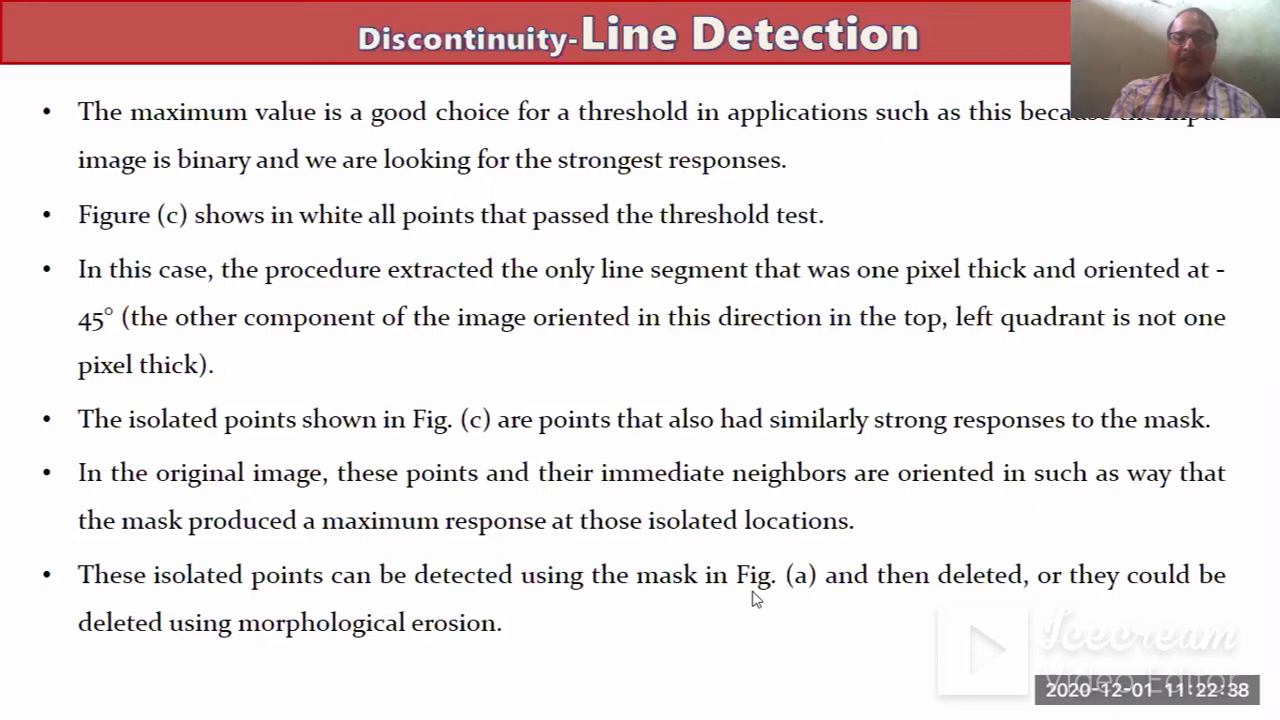 Discontinuity-Line Detection
• The maximum value is a good choice for a threshold in applications such as this because the input
image is binary and we are looking for the strongest responses.
• Figure (c) shows in white all points that passed the threshold test.
• In this case, the procedure extracted the only line segment that was one pixel thick and oriented at -
45° (the other component of the image oriented in this direction in the top, left quadrant is not one
pixel thick).
• The isolated points shown in Fig. (c) are points that also had similarly strong responses to the mask.
• In the original image, these points and their immediate neighbors are oriented in such as way that
the mask produced a maximum response at those isolated locations.
• These isolated points can be detected using the mask in Fig. (a) and then deleted, or they could be
deleted using morphological erosion.
Icecream
Video Editor
2020-12-01 11:22:38